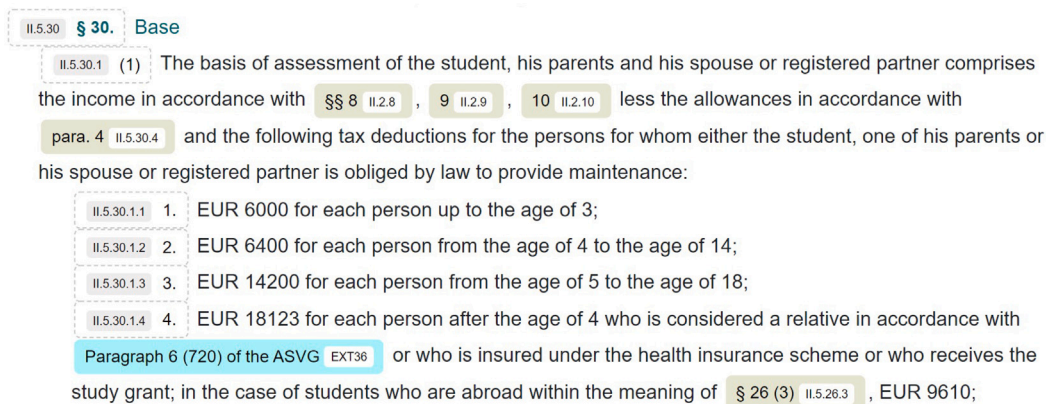 II.5.30 § 30. Base
II.5.30.1 (1) The basis of assessment of the student, his parents and his spouse or registered partner comprises
the income in accordance with §§ 8 II.2.8 , 9 II.2.9 , 10 II.2.10 less the allowances in accordance with
para. 4 II.5.30.4 and the following tax deductions for the persons for whom either the student, one of his parents or
his spouse or registered partner is obliged by law to provide maintenance:
II.5.30.1.1 1. EUR 6000 for each person up to the age of 3;
II.5.30.1.2 2. EUR 6400 for each person from the age of 4 to the age of 14;
II.5.30.1.3 3. EUR 14200 for each person from the age of 5 to the age of 18;
II.5.30.1.4 4. EUR 18123 for each person after the age of 4 who is considered a relative in accordance with
Paragraph 6 (720) of the ASVG EXT36 or who is insured under the health insurance scheme or who receives the
study grant; in the case of students who are abroad within the meaning of § 26 (3) II.5.26.3 , EUR 9610;